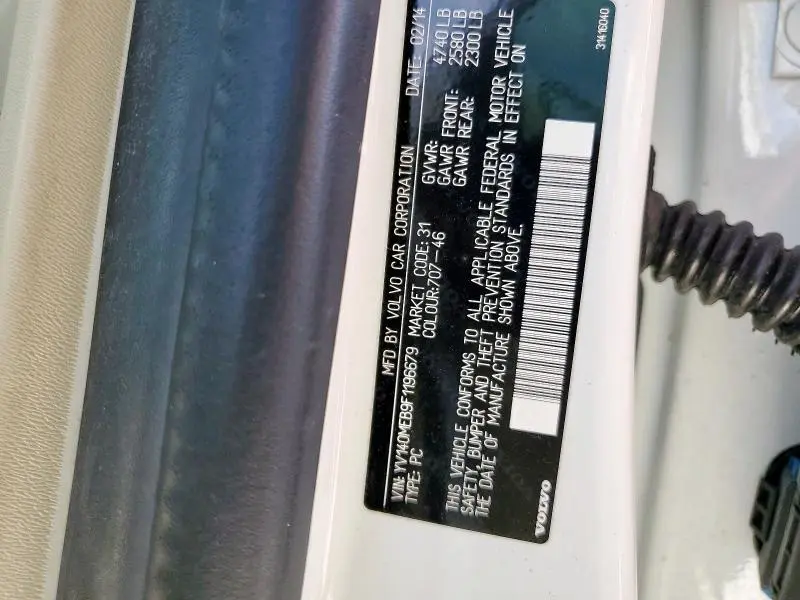 MFD BY VOLVO CAR CORPORATION DATE: 02/14
VIN: YV140MEB9F1196679 MARKET CODE: 31 GVWR: 4740 LB
TYPE: PC COLOUR:707-46 GAWR FRONT: 2580 LB
GAWR REAR: 2300 LB
THIS VEHICLE CONFORMS TO ALL APPLICABLE FEDERAL MOTOR VEHICLE
SAFETY, BUMPER AND THEFT PREVENTION STANDARDS IN EFFECT ON
THE DATE OF MANUFACTURE SHOWN ABOVE.
VOLVO
31416040